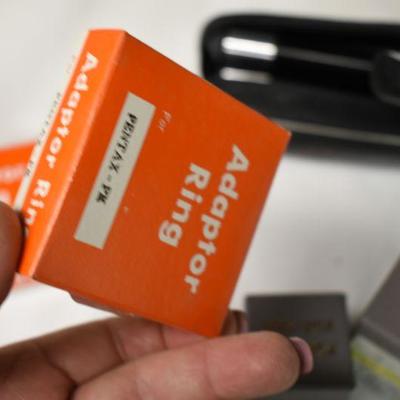 Adaptor
Ring
For
PENTAX - PK
Adaptor Ring